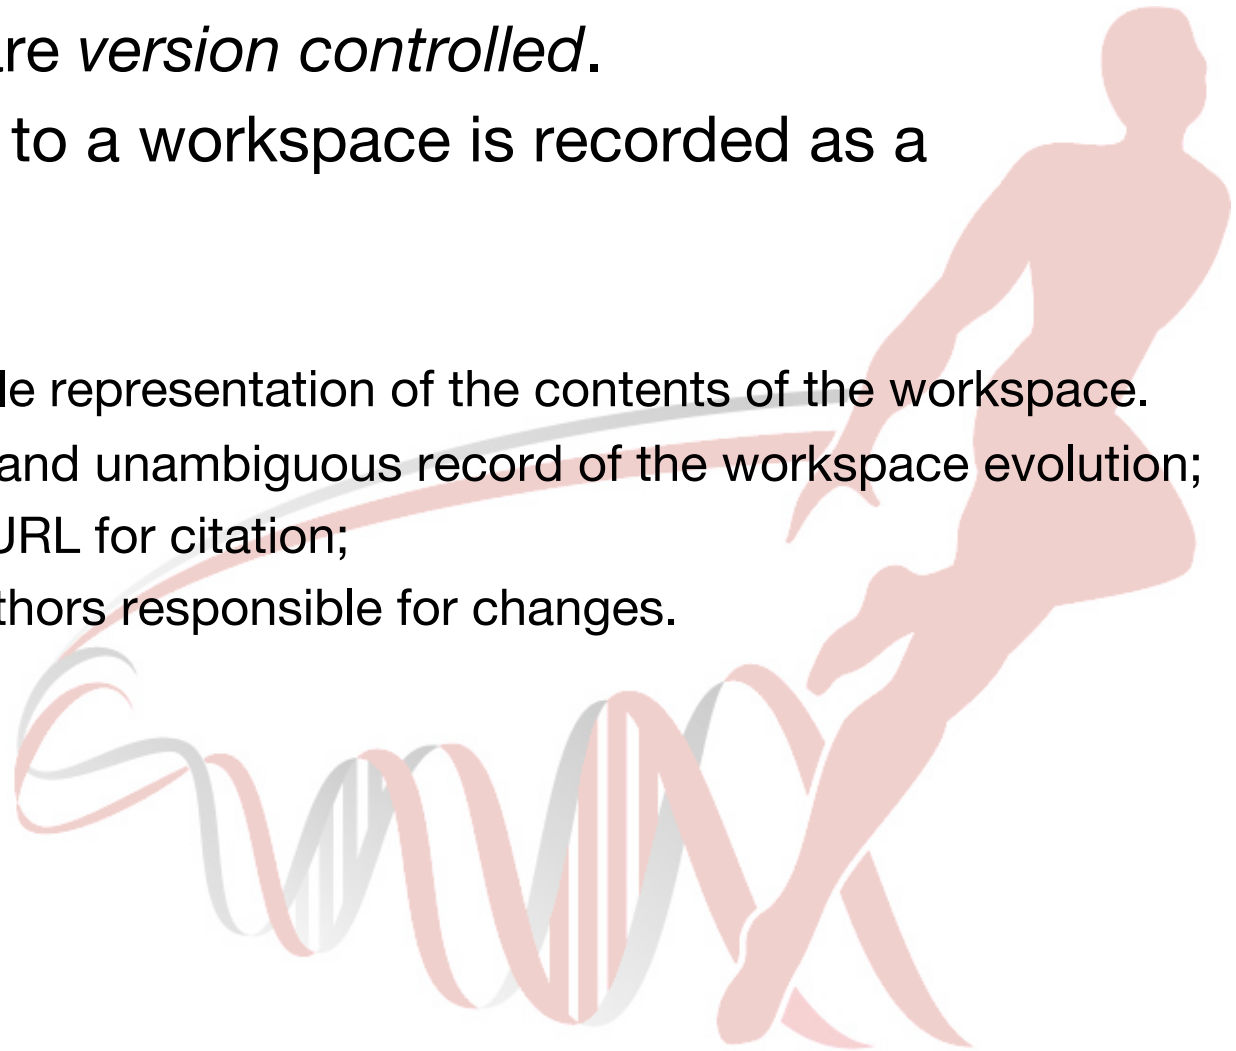 are version controlled.
to a workspace is recorded as a
le representation of the contents of the workspace.
and unambiguous record of the workspace evolution;
URL for citation;
thors responsible for changes.